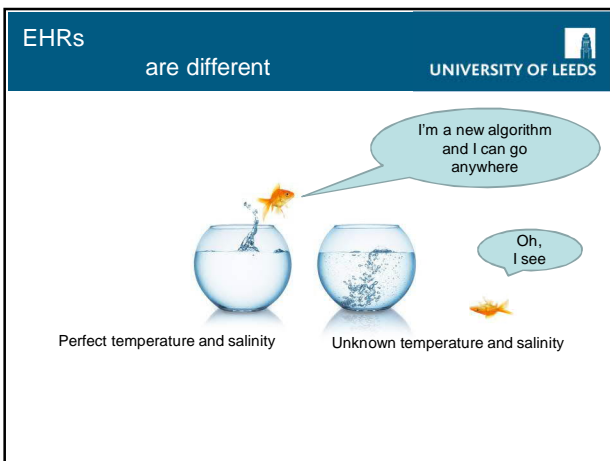 EHRs
are different
UNIVERSITY OF LEEDS
I'm a new algorithm
and I can go
anywhere
Oh,
I see
Perfect temperature and salinity
Unknown temperature and salinity